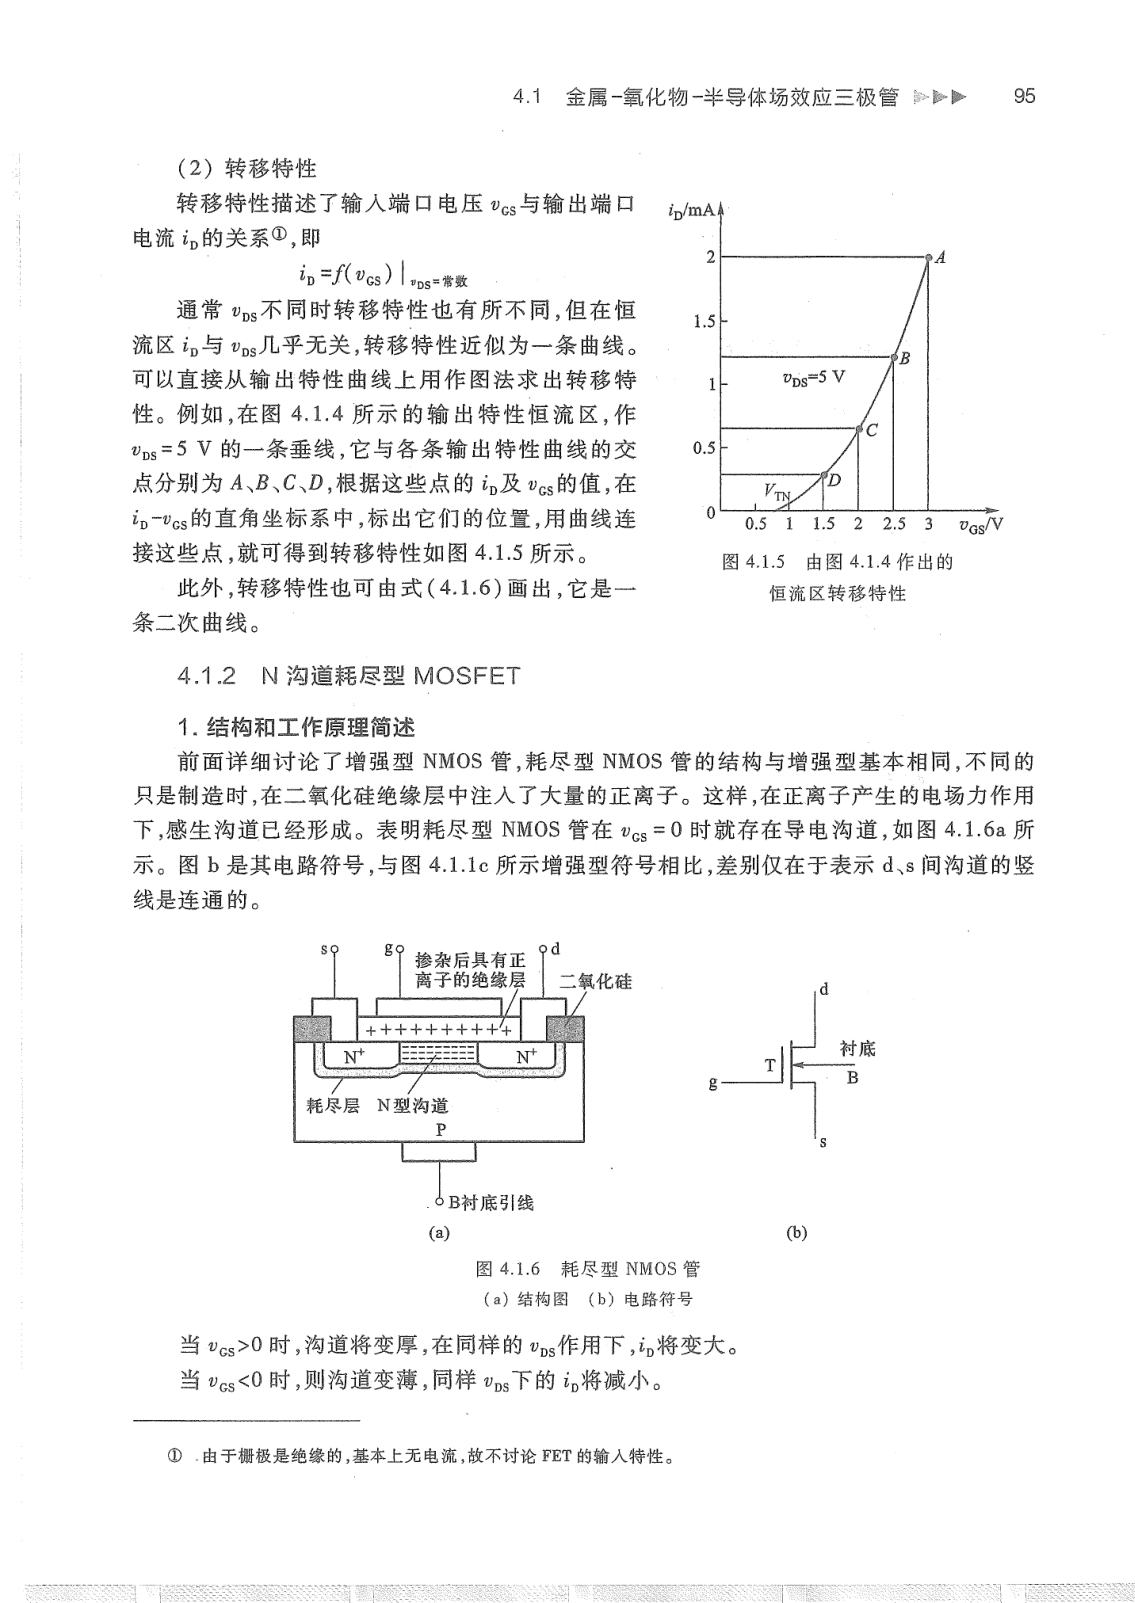 4.1 金属-氧化物-半导体场效应三极管 95
(2) 转移特性
转移特性描述了输入端口电压 vGS与输出端口
电流 iD的关系①,即
iD=f(vGS)|vDS=常数
通常 vDS不同时转移特性也有所不同,但在恒
流区 iD与 vDS几乎无关,转移特性近似为一条曲线。
可以直接从输出特性曲线上用作图法求出转移特
性。例如,在图 4.1.4 所示的输出特性恒流区,作
vDS=5 V 的一条垂线,它与各条输出特性曲线的交
点分别为 A、B、C、D,根据这些点的 iD及 vGS的值,在
iD-vGS的直角坐标系中,标出它们的位置,用曲线连
接这些点,就可得到转移特性如图 4.1.5 所示。
此外,转移特性也可由式(4.1.6)画出,它是一
条二次曲线。
iD/mA
2
A
1.5
B
1
vDS=5 V
C
0.5
D
VTN
0
0.5 1 1.5 2 2.5 3 vGS/V
图 4.1.5 由图 4.1.4 作出的
恒流区转移特性
4.1.2 N 沟道耗尽型 MOSFET
1. 结构和工作原理简述
前面详细讨论了增强型 NMOS 管,耗尽型 NMOS 管的结构与增强型基本相同,不同的
只是制造时,在二氧化硅绝缘层中注入了大量的正离子。这样,在正离子产生的电场力作用
下,感生沟道已经形成。表明耗尽型 NMOS 管在 vGS=0 时就存在导电沟道,如图 4.1.6a 所
示。图 b 是其电路符号,与图 4.1.1c 所示增强型符号相比,差别仅在于表示 d、s 间沟道的竖
线是连通的。
s g d
掺杂后具有正
离子的绝缘层
二氧化硅
++++++++++
N+ N+
耗尽层 N型沟道
P
B衬底引线
(a)
d
T
衬底
B
g
s
(b)
图 4.1.6 耗尽型 NMOS 管
(a) 结构图 (b) 电路符号
当 vGS>0 时,沟道将变厚,在同样的 vDS作用下,iD将变大。
当 vGS<0 时,则沟道变薄,同样 vDS下的 iD将减小。
① 由于栅极是绝缘的,基本上无电流,故不讨论 FET 的输入特性。